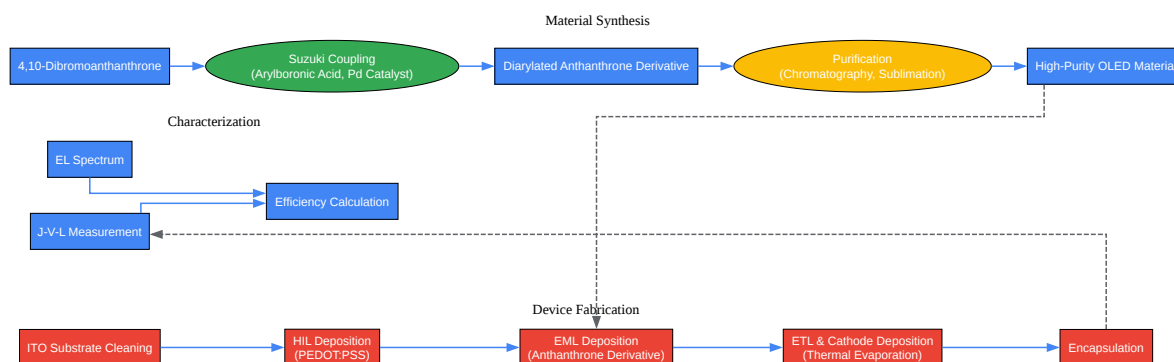 Material Synthesis
4,10-Dibromoanthanthrone
Suzuki Coupling
(Arylboronic Acid, Pd Catalyst)
Diarylated Anthanthrone Derivative
Purification
(Chromatography, Sublimation)
High-Purity OLED Material
Characterization
EL Spectrum
Efficiency Calculation
J-V-L Measurement
Device Fabrication
ITO Substrate Cleaning
HIL Deposition
(PEDOT:PSS)
EML Deposition
(Anthanthrone Derivative)
ETL & Cathode Deposition
(Thermal Evaporation)
Encapsulation